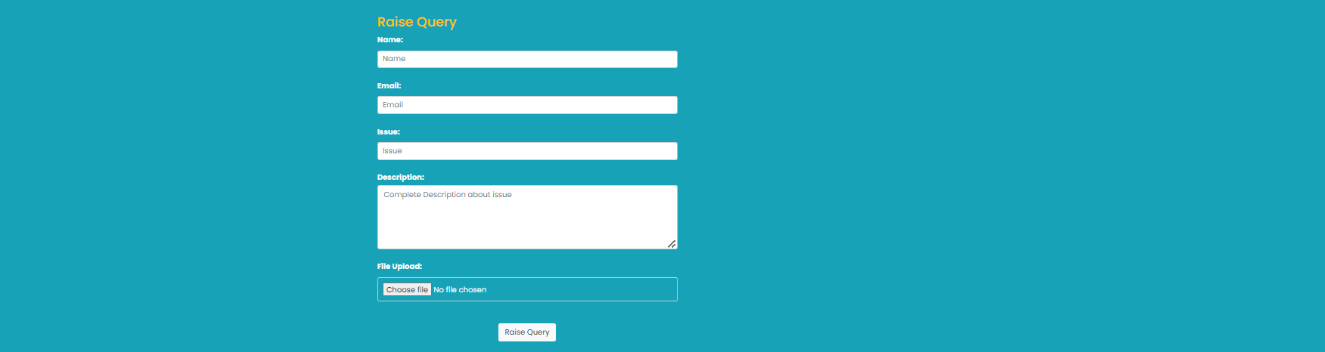 Raise Query
Name:
Name
Email:
Email
Issue:
Issue
Description:
Complete Description about issue
File Upload:
Choose file No file chosen
Raise Query